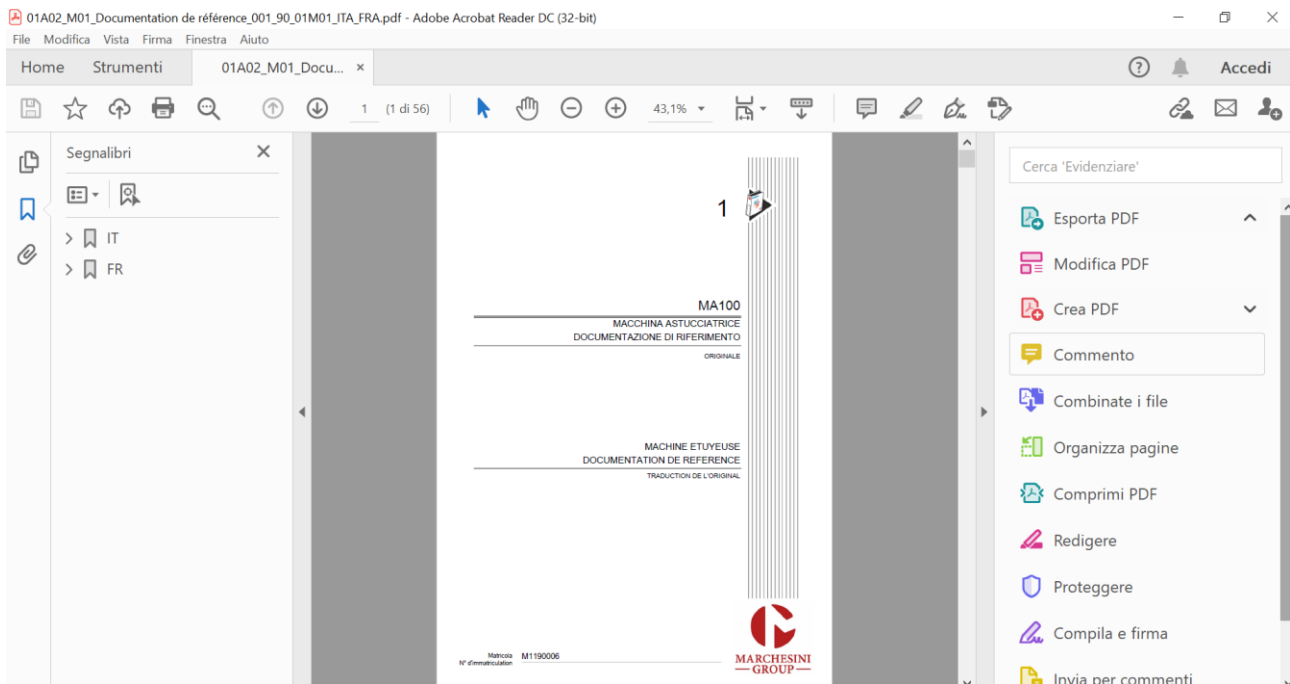 01A02_M01_Documentation de référence_001_90_01M01_ITA_FRA.pdf - Adobe Acrobat Reader DC (32-bit)
File Modifica Vista Firma Finestra Aiuto
Home Strumenti 01A02_M01_Docu... × Accedi
1 (1 di 56) 43,1%
Segnalibri
IT
FR
1
MA100
MACCHINA ASTUCCIATRICE
DOCUMENTAZIONE DI RIFERIMENTO
ORIGINALE
MACHINE ETUYEUSE
DOCUMENTATION DE REFERENCE
TRADUCTION DE L'ORIGINAL
Matricola
N° d'immatriculation
M1190006
MARCHESINI
GROUP
Cerca 'Evidenziare'
Esporta PDF
Modifica PDF
Crea PDF
Commento
Combinate i file
Organizza pagine
Comprimi PDF
Redigere
Proteggere
Compila e firma
Invia per commenti